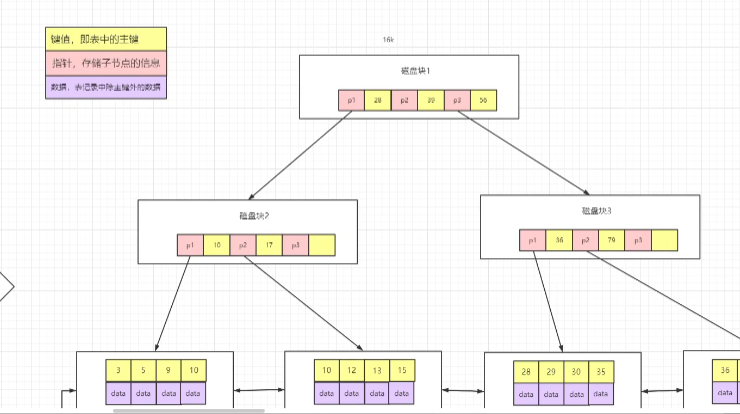 16k
键值，即表中的主键
磁盘块1
指针，存储子节点的信息
数据，表记录中除主键外的数据
p1 28 p2 39 p3 56
磁盘块2
磁盘块3
p1 10 p2 17 p3
p1 36 p2 79 p3
3 5 9 10
data data data data
10 12 13 15
data data data data
28 29 30 35
data data data data
36
data